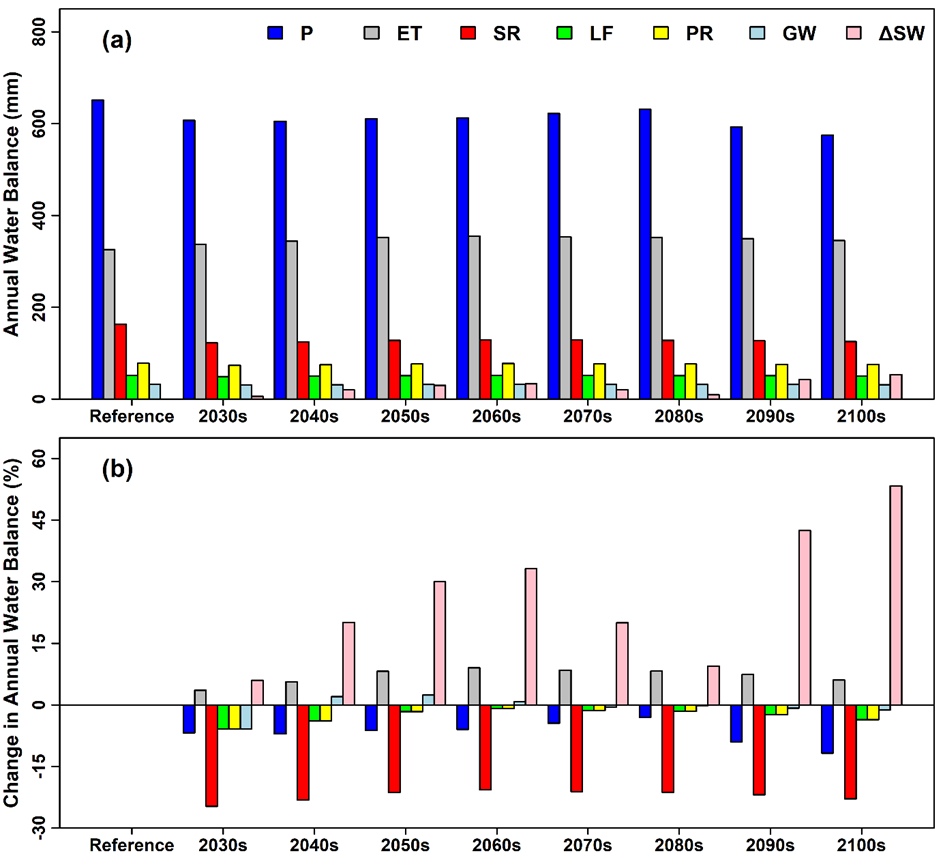 (a)
P ET SR LF PR GW ΔSW
Annual Water Balance (mm)
800
600
400
200
0
Reference 2030s 2040s 2050s 2060s 2070s 2080s 2090s 2100s
(b)
Change in Annual Water Balance (%)
60
45
30
15
0
-15
-30
Reference 2030s 2040s 2050s 2060s 2070s 2080s 2090s 2100s